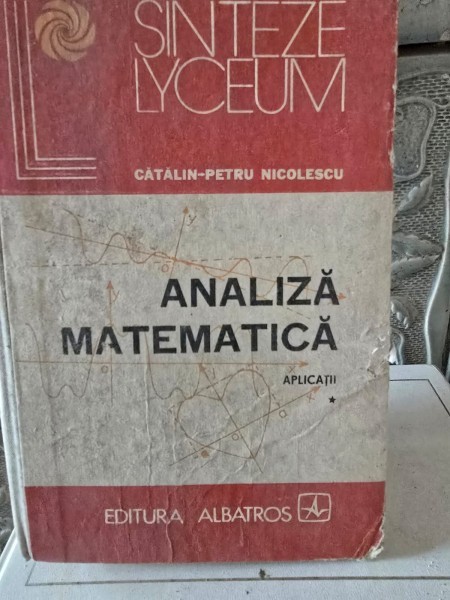 SINTEZE
LYCEUM
CĂTĂLIN-PETRU NICOLESCU
ANALIZĂ
MATEMATICĂ
APLICAȚII
*
EDITURA ALBATROS